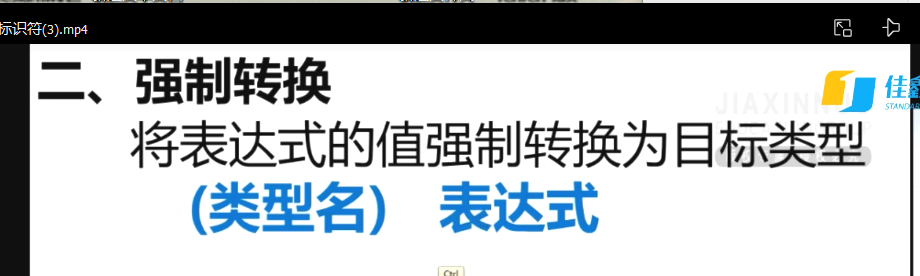 标识符(3).mp4
二、强制转换
佳鑫
STANDAR
JIAXIN
将表达式的值强制转换为目标类型
(类型名) 表达式
Ctrl